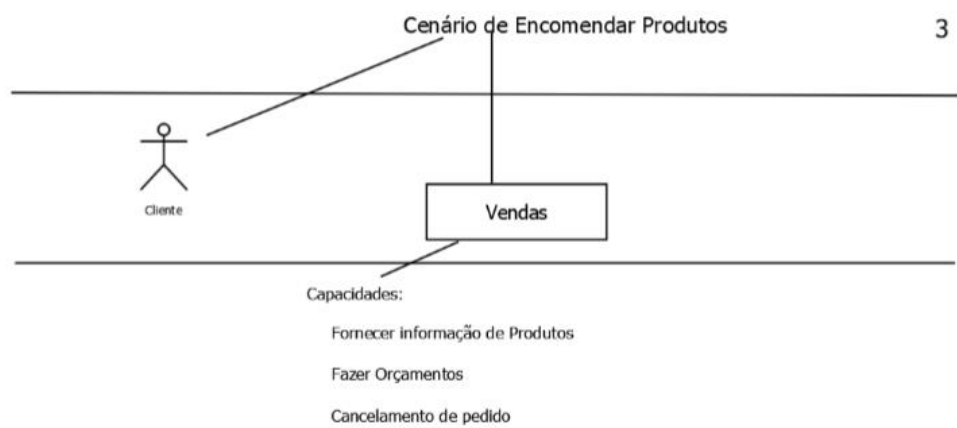 Cenário de Encomendar Produtos
3
Cliente
Vendas
Capacidades:
Fornecer informação de Produtos
Fazer Orçamentos
Cancelamento de pedido